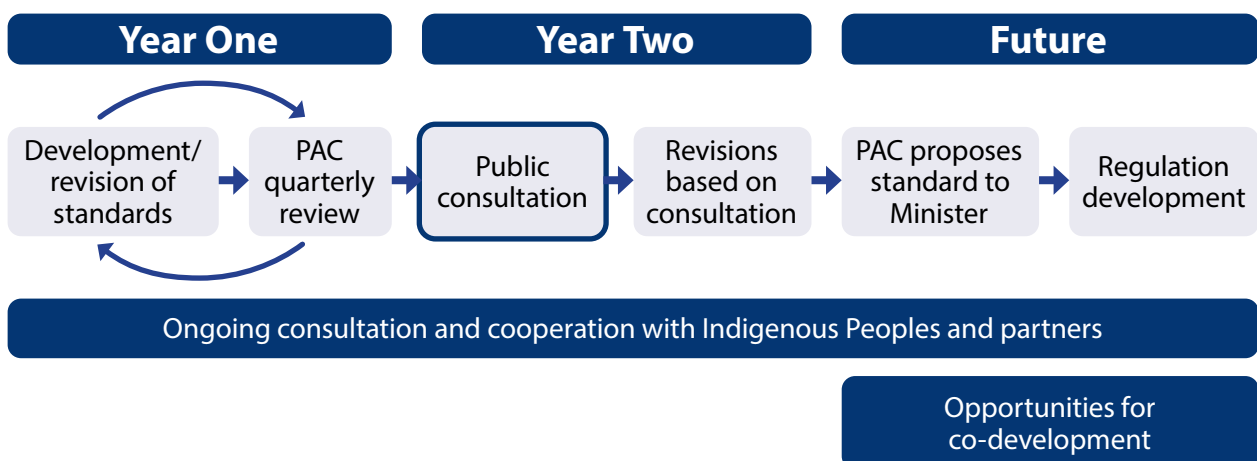 Year One
Year Two
Future
Development/
revision of
standards
PAC
quarterly
review
Public
consultation
Revisions
based on
consultation
PAC proposes
standard to
Minister
Regulation
development
Ongoing consultation and cooperation with Indigenous Peoples and partners
Opportunities for
co-development